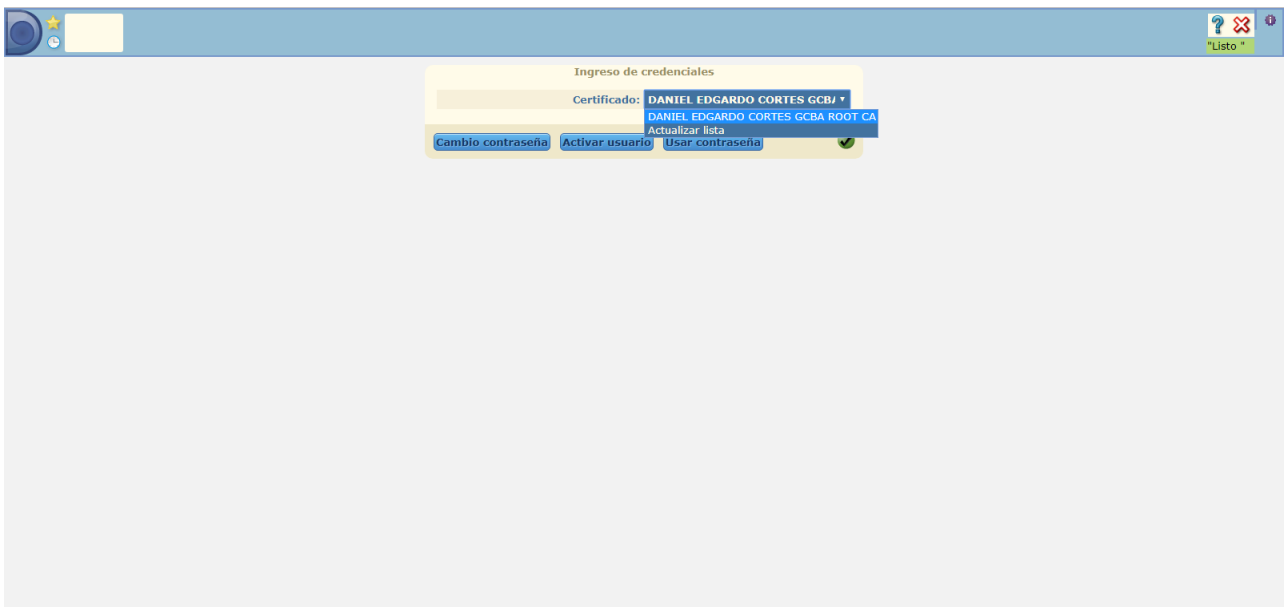 "Listo "
Ingreso de credenciales
Certificado: DANIEL EDGARDO CORTES GCBA
DANIEL EDGARDO CORTES GCBA ROOT CA
Actualizar lista
Cambio contraseña Activar usuario Usar contraseña